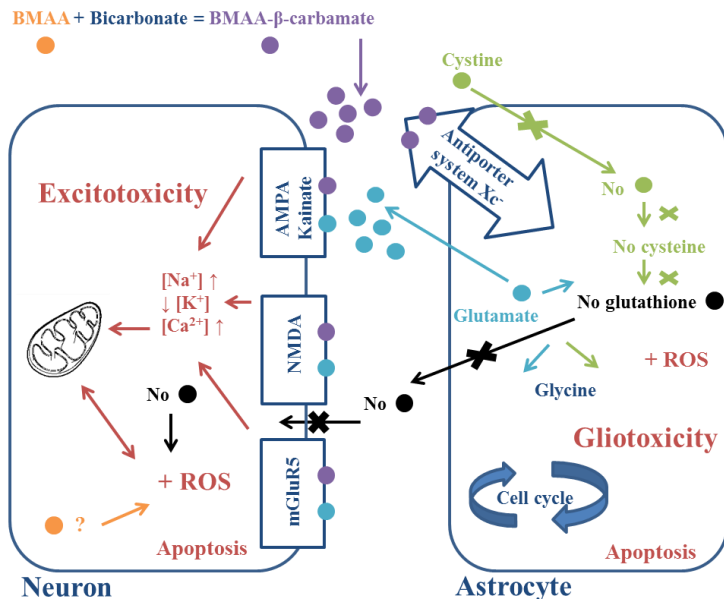 BMAA + Bicarbonate = BMAA-β-carbamate
Cystine
Antiporter
system Xc⁻
Excitotoxicity
AMPA
Kainate
No
No cysteine
[Na⁺] ↑
↓ [K⁺]
[Ca²⁺] ↑
NMDA
Glutamate
No glutathione
+ ROS
Glycine
No
No
Gliotoxicity
+ ROS
mGluR5
Cell cycle
?
Apoptosis
Apoptosis
Neuron
Astrocyte